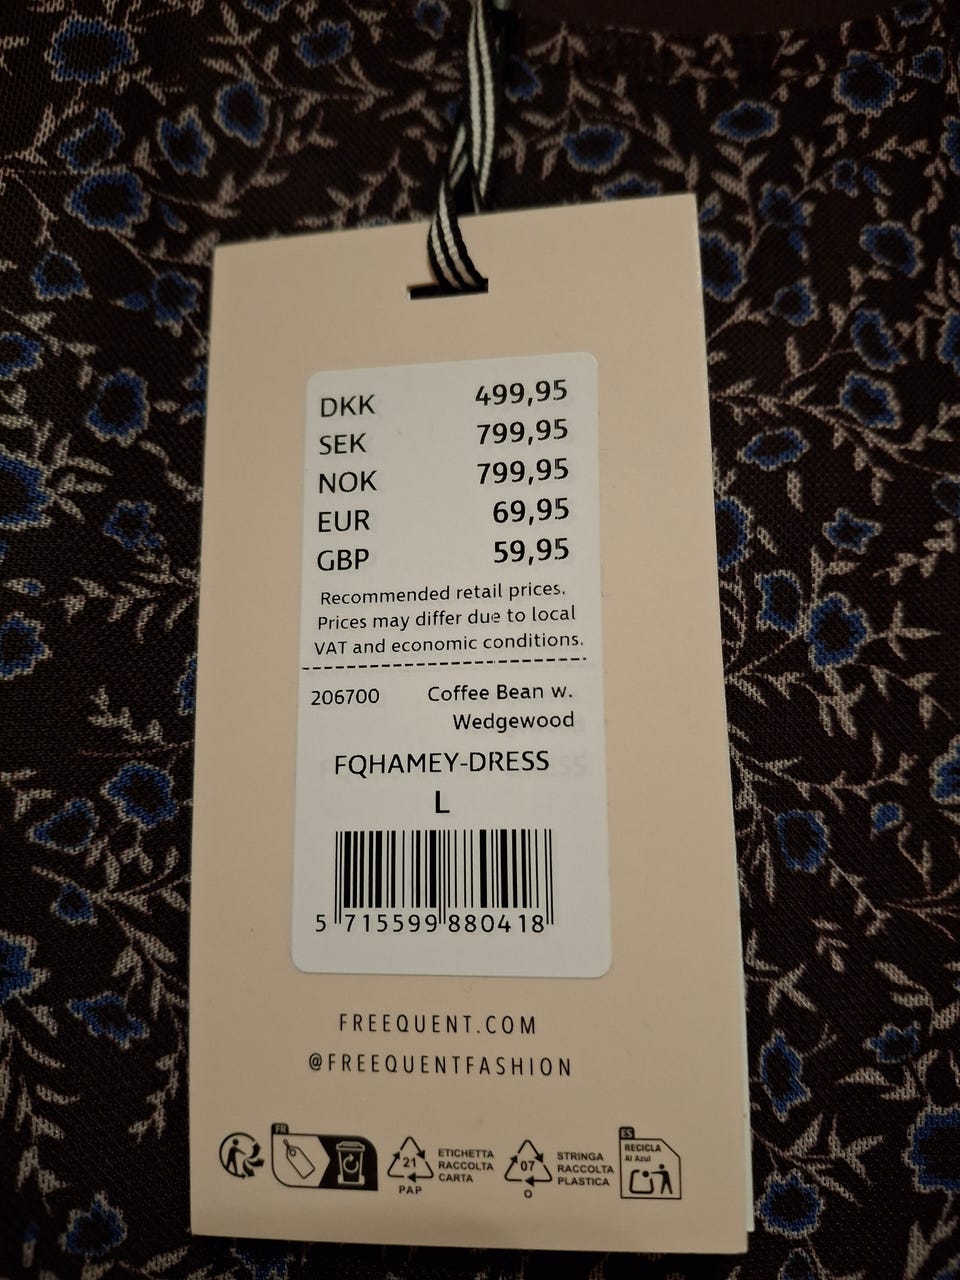 DKK 499,95
SEK 799,95
NOK 799,95
EUR 69,95
GBP 59,95
Recommended retail prices.
Prices may differ due to local
VAT and economic conditions.
206700 Coffee Bean w.
Wedgewood
FQHAMEY-DRESS
L
5 715599 880418
FREEQUENT.COM
@FREEQUENTFASHION
FR
21
PAP
ETICHETTA
RACCOLTA
CARTA
07
O
STRINGA
RACCOLTA
PLASTICA
ES
RECICLA
Al Azul